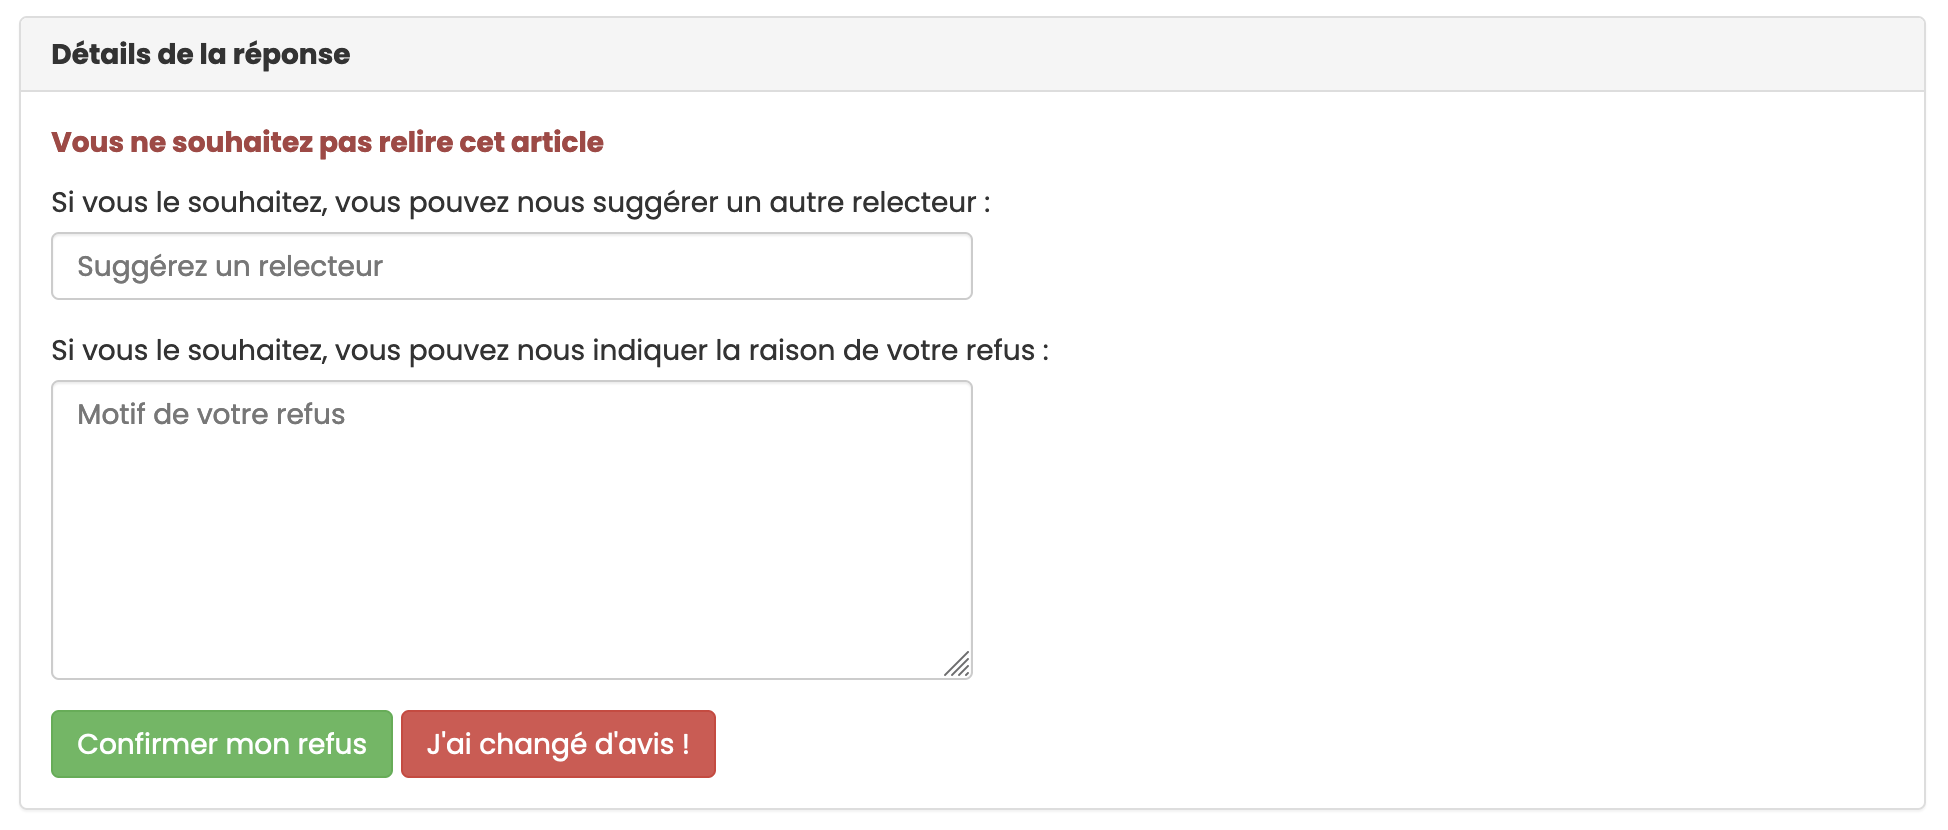 Détails de la réponse
Vous ne souhaitez pas relire cet article
Si vous le souhaitez, vous pouvez nous suggérer un autre relecteur :
Suggérez un relecteur
Si vous le souhaitez, vous pouvez nous indiquer la raison de votre refus :
Motif de votre refus
Confirmer mon refus J'ai changé d'avis !